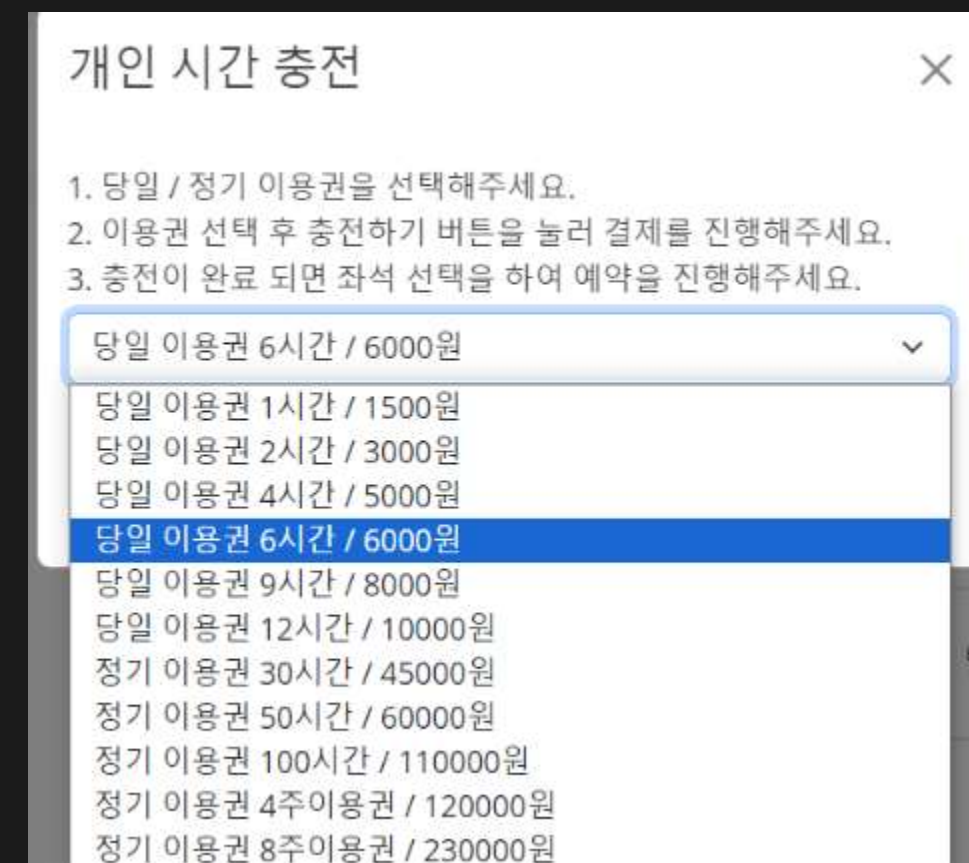 개인 시간 충전
1. 당일 / 정기 이용권을 선택해주세요.
2. 이용권 선택 후 충전하기 버튼을 눌러 결제를 진행해주세요.
3. 충전이 완료 되면 좌석 선택을 하여 예약을 진행해주세요.
당일 이용권 6시간 / 6000원
당일 이용권 1시간 / 1500원
당일 이용권 2시간 / 3000원
당일 이용권 4시간 / 5000원
당일 이용권 6시간 / 6000원
당일 이용권 9시간 / 8000원
당일 이용권 12시간 / 10000원
정기 이용권 30시간 / 45000원
정기 이용권 50시간 / 60000원
정기 이용권 100시간 / 110000원
정기 이용권 4주이용권 / 120000원
정기 이용권 8주이용권 / 230000원